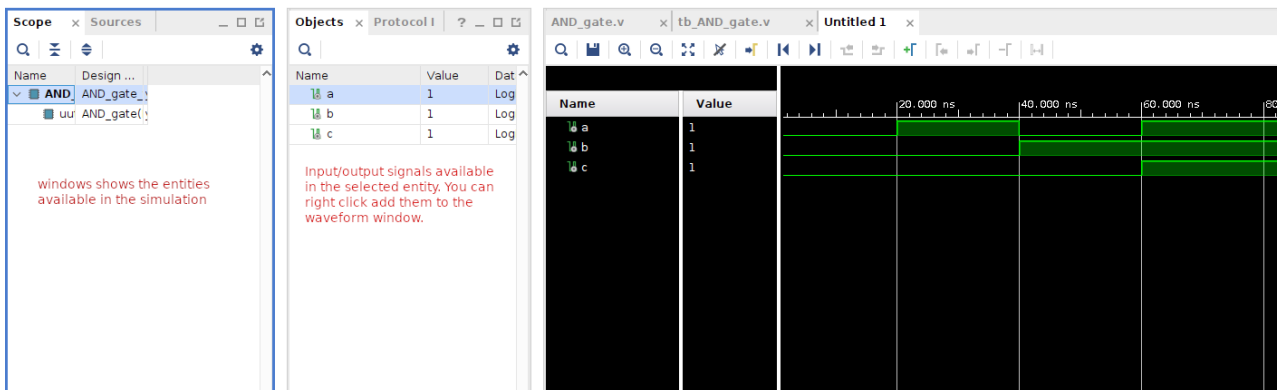 Scope × Sources
Name Design ...
AND_ AND_gate_
uu AND_gate(
windows shows the entities
available in the simulation
Objects × Protocol I ?
Name Value Dat
a 1 Log
b 1 Log
c 1 Log
Input/output signals available
in the selected entity. You can
right click add them to the
waveform window.
AND_gate.v × tb_AND_gate.v × Untitled 1 ×
Name Value
20.000 ns 40.000 ns 60.000 ns 80
a 1
b 1
c 1